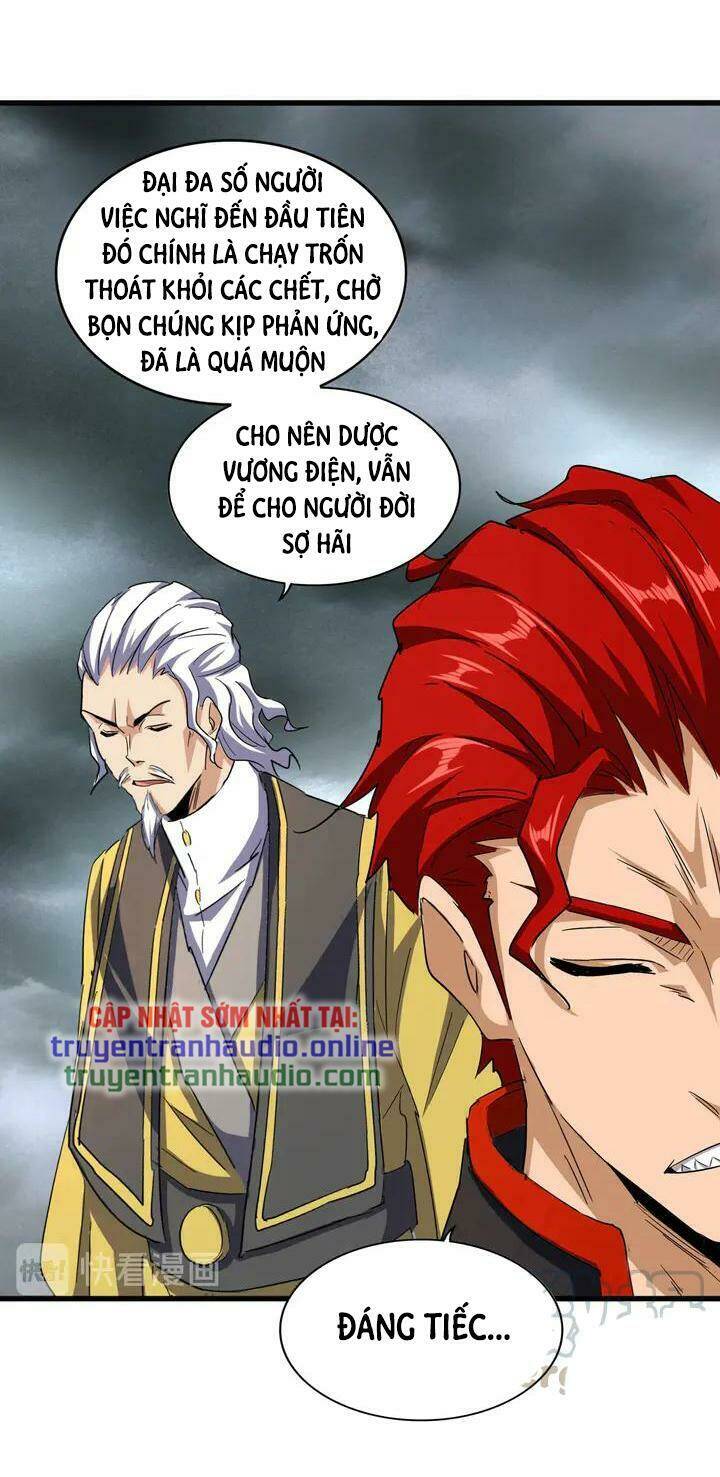 ĐẠI ĐA SỐ NGƯỜI
VIỆC NGHĨ ĐẾN ĐẦU TIÊN
ĐÓ CHÍNH LÀ CHẠY TRỐN
THOÁT KHỎI CÁC CHẾT, CHỜ
BỌN CHÚNG KỊP PHẢN ỨNG,
ĐÃ LÀ QUÁ MUỘN
CHO NÊN DƯỢC
VƯƠNG ĐIỆN, VẪN
ĐỂ CHO NGƯỜI ĐỜI
SỢ HÃI
CẬP NHẬT SỚM NHẤT TẠI:
truyentranhaudio.online
truyentranhaudio.com
快看! 快看漫画
ĐÁNG TIẾC...